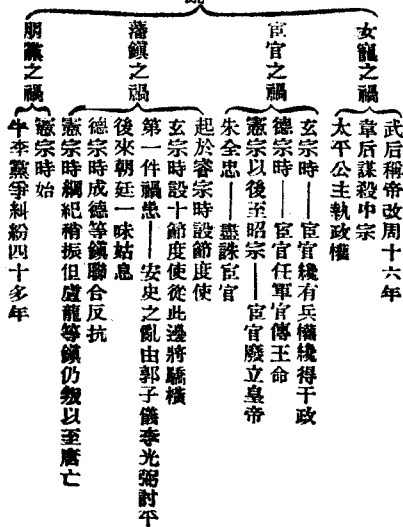 女寵之禍
武后稱帝改周十六年
韋后謀殺中宗
太平公主執政權
宦官之禍
玄宗時——宦官纔有兵權纔得干政
德宗時——宦官任軍官傳王命
憲宗以後至昭宗——宦官廢立皇帝
朱全忠——盡誅宦官
藩鎮之禍
起於睿宗時設節度使
玄宗時設十節度使從此邊將驕橫
第一件禍患——安史之亂由郭子儀李光弼討平
後來朝廷一味姑息
德宗時成德等鎮聯合反抗
憲宗時綱紀稍振但盧龍等鎮仍叛以至唐亡
朋黨之禍
憲宗時始
牛李黨爭糾紛四十多年